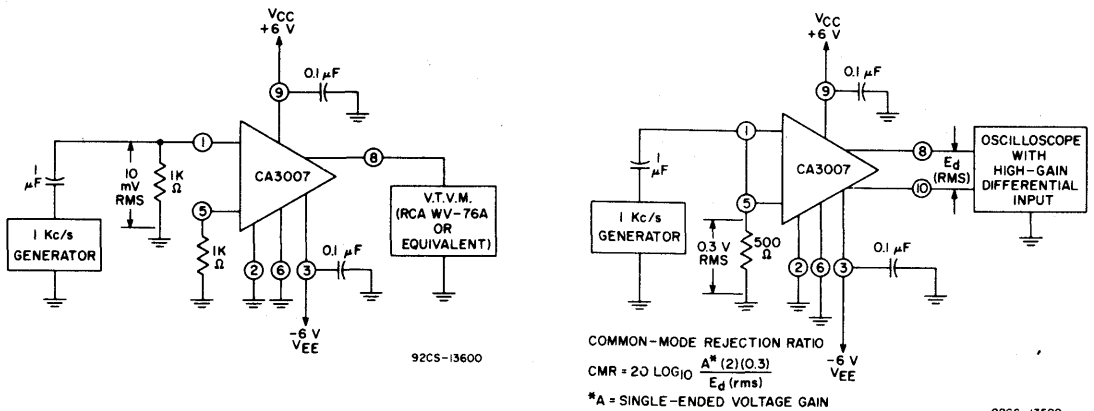 VCC
+6 V
0.1 µF
9
1
8
1
µF
10
mV
RMS
1K
Ω
CA3007
5
1K
Ω
1 Kc/s
GENERATOR
V.T.V.M.
(RCA WV-76A
OR
EQUIVALENT)
0.1 µF
2
6
3
-6 V
VEE
92CS-13600
VCC
+6 V
0.1 µF
9
1
8
1
µF
CA3007
Ed
(RMS)
10
OSCILLOSCOPE
WITH
HIGH-GAIN
DIFFERENTIAL
INPUT
5
1 Kc/s
GENERATOR
0.3 V
RMS
500
Ω
0.1 µF
2
6
3
-6 V
VEE
COMMON-MODE REJECTION RATIO
CMR = 20 LOG10 A* (2)(0.3)
Ed (rms)
*A = SINGLE-ENDED VOLTAGE GAIN